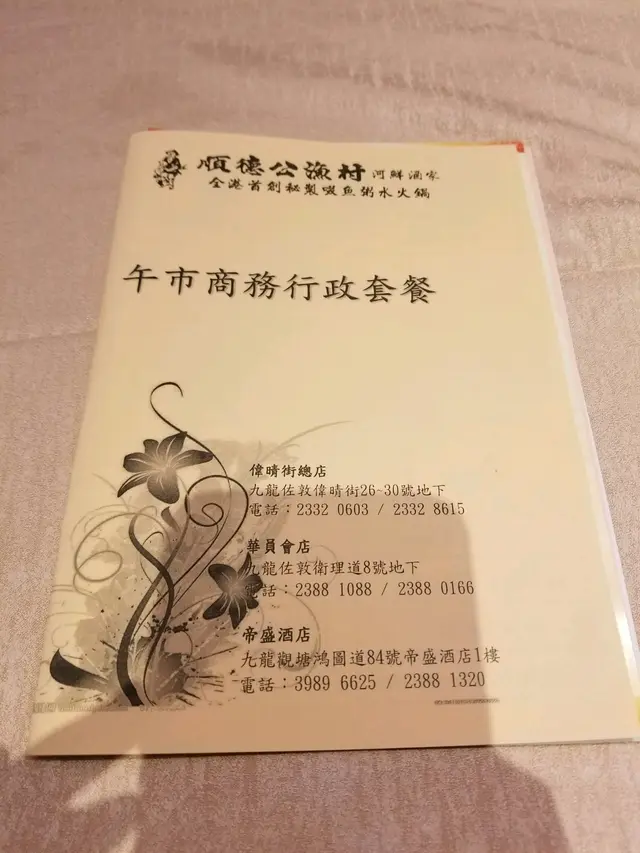 順德公漁村 河鮮酒家
全港首創秘製啜魚粥水火鍋
午市商務行政套餐
偉晴街總店
九龍佐敦偉晴街26-30號地下
電話：2332 0603 / 2332 8615
華員會店
九龍佐敦衛理道8號地下
電話：2388 1088 / 2388 0166
帝盛酒店
九龍觀塘鴻圖道84號帝盛酒店1樓
電話：3989 6625 / 2388 1320